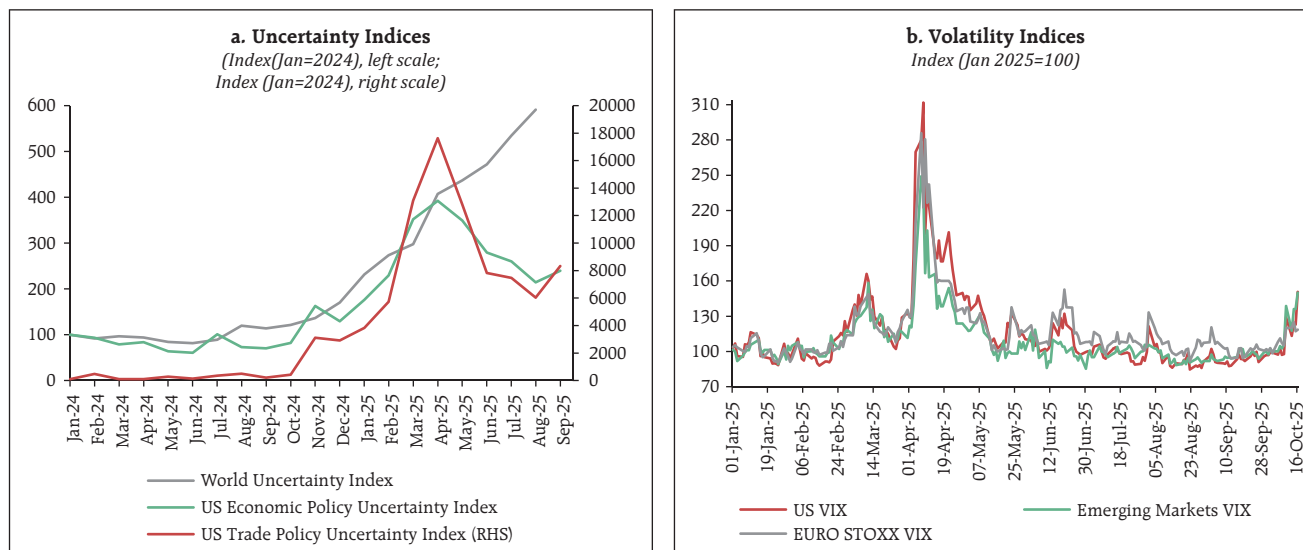 a. Uncertainty Indices
(Index(Jan=2024), left scale;
Index (Jan=2024), right scale)
600
500
400
300
200
100
0
20000
18000
16000
14000
12000
10000
8000
6000
4000
2000
0
Jan-24
Feb-24
Mar-24
Apr-24
May-24
Jun-24
Jul-24
Aug-24
Sep-24
Oct-24
Nov-24
Dec-24
Jan-25
Feb-25
Mar-25
Apr-25
May-25
Jun-25
Jul-25
Aug-25
Sep-25
World Uncertainty Index
US Economic Policy Uncertainty Index
US Trade Policy Uncertainty Index (RHS)
b. Volatility Indices
Index (Jan 2025=100)
310
280
250
220
190
160
130
100
70
01-Jan-25
19-Jan-25
06-Feb-25
24-Feb-25
14-Mar-25
01-Apr-25
19-Apr-25
07-May-25
25-May-25
12-Jun-25
30-Jun-25
18-Jul-25
05-Aug-25
23-Aug-25
10-Sep-25
28-Sep-25
16-Oct-25
US VIX
Emerging Markets VIX
EURO STOXX VIX